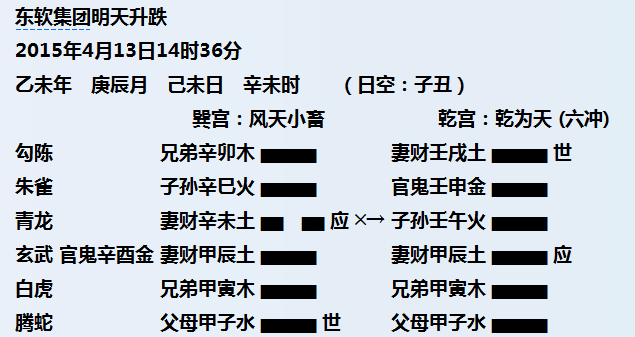 东软集团明天升跌
2015年4月13日14时36分
乙未年 庚辰月 己未日 辛未时 (日空:子丑)
巽宫:风天小畜 乾宫:乾为天 (六冲)
勾陈 兄弟辛卯木 妻财壬戌土 世
朱雀 子孙辛巳火 官鬼壬申金
青龙 妻财辛未土 应 ×→ 子孙壬午火
玄武 官鬼辛酉金 妻财甲辰土 妻财甲辰土 应
白虎 兄弟甲寅木 兄弟甲寅木
腾蛇 父母甲子水 世 父母甲子水